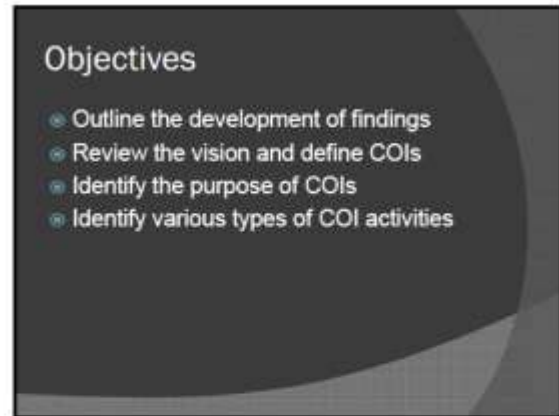 Objectives
Outline the development of findings
Review the vision and define COIs
Identify the purpose of COIs
Identify various types of COI activities